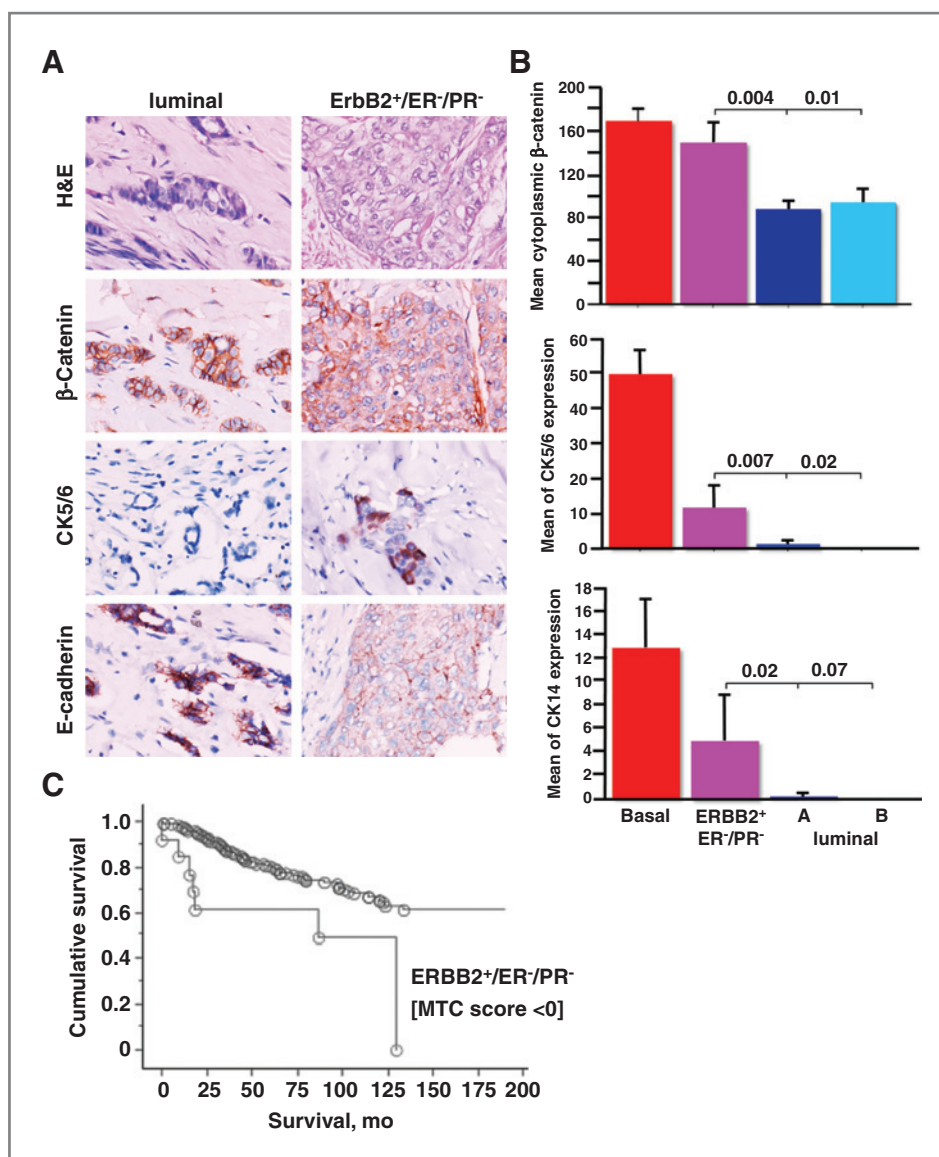 A
luminal
ErbB2⁺/ER⁻/PR⁻
H&E
β-Catenin
CK5/6
E-cadherin
B
Mean cytoplasmic β-catenin
200
160
120
80
40
0
0.004
0.01
Mean of CK5/6 expression
60
50
40
30
20
10
0
0.007
0.02
Mean of CK14 expression
18
16
14
12
10
8
6
4
2
0
0.02
0.07
Basal
ERBB2⁺
ER⁻/PR⁻
A
B
luminal
C
Cumulative survival
1.0
0.8
0.6
0.4
0.2
0
ERBB2⁺/ER⁻/PR⁻
[MTC score <0]
0 25 50 75 100 125 150 175 200
Survival, mo